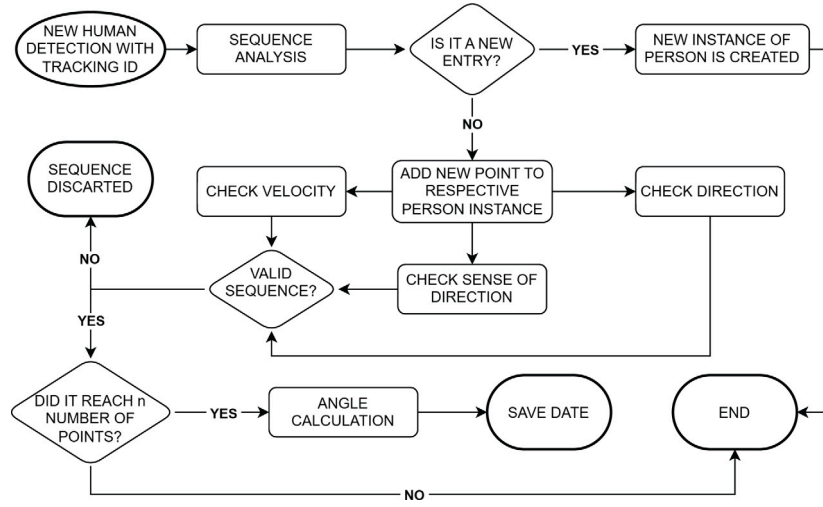 NEW HUMAN
DETECTION WITH
TRACKING ID
SEQUENCE
ANALYSIS
IS IT A NEW
ENTRY?
YES
NEW INSTANCE OF
PERSON IS CREATED
NO
SEQUENCE
DISCARTED
CHECK VELOCITY
ADD NEW POINT TO
RESPECTIVE
PERSON INSTANCE
CHECK DIRECTION
NO
VALID
SEQUENCE?
CHECK SENSE OF
DIRECTION
YES
DID IT REACH n
NUMBER OF
POINTS?
YES
ANGLE
CALCULATION
SAVE DATE
END
NO